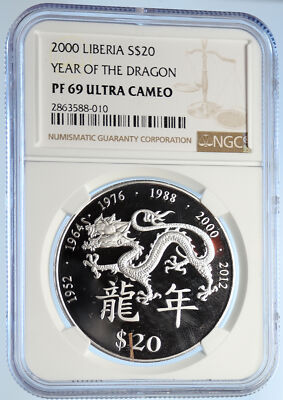 2000 LIBERIA S$20
YEAR OF THE DRAGON
PF 69 ULTRA CAMEO
2863588-010
NUMISMATIC GUARANTY CORPORATION
NGC
1952 · 1964 · 1976 · 1988 · 2000 · 2012
龍年
$20